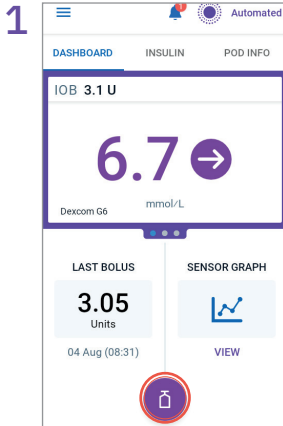 1
Automated
DASHBOARD INSULIN POD INFO
IOB 3.1 U
6.7
mmol/L
Dexcom G6
LAST BOLUS
3.05
Units
04 Aug (08:31)
SENSOR GRAPH
VIEW